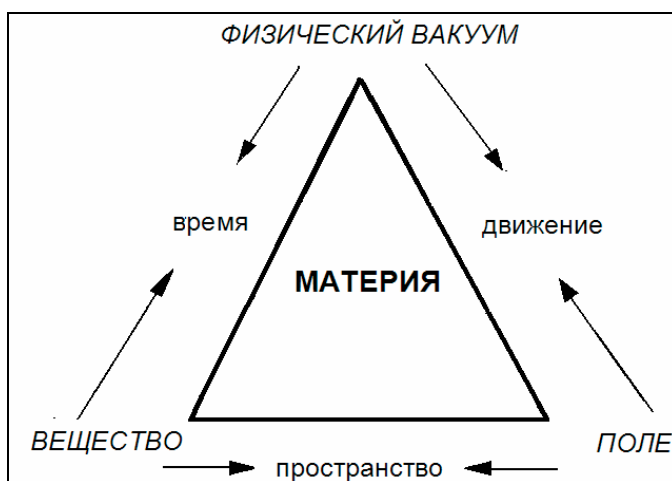 ФИЗИЧЕСКИЙ ВАКУУМ
время
движение
МАТЕРИЯ
ВЕЩЕСТВО
ПОЛЕ
пространство